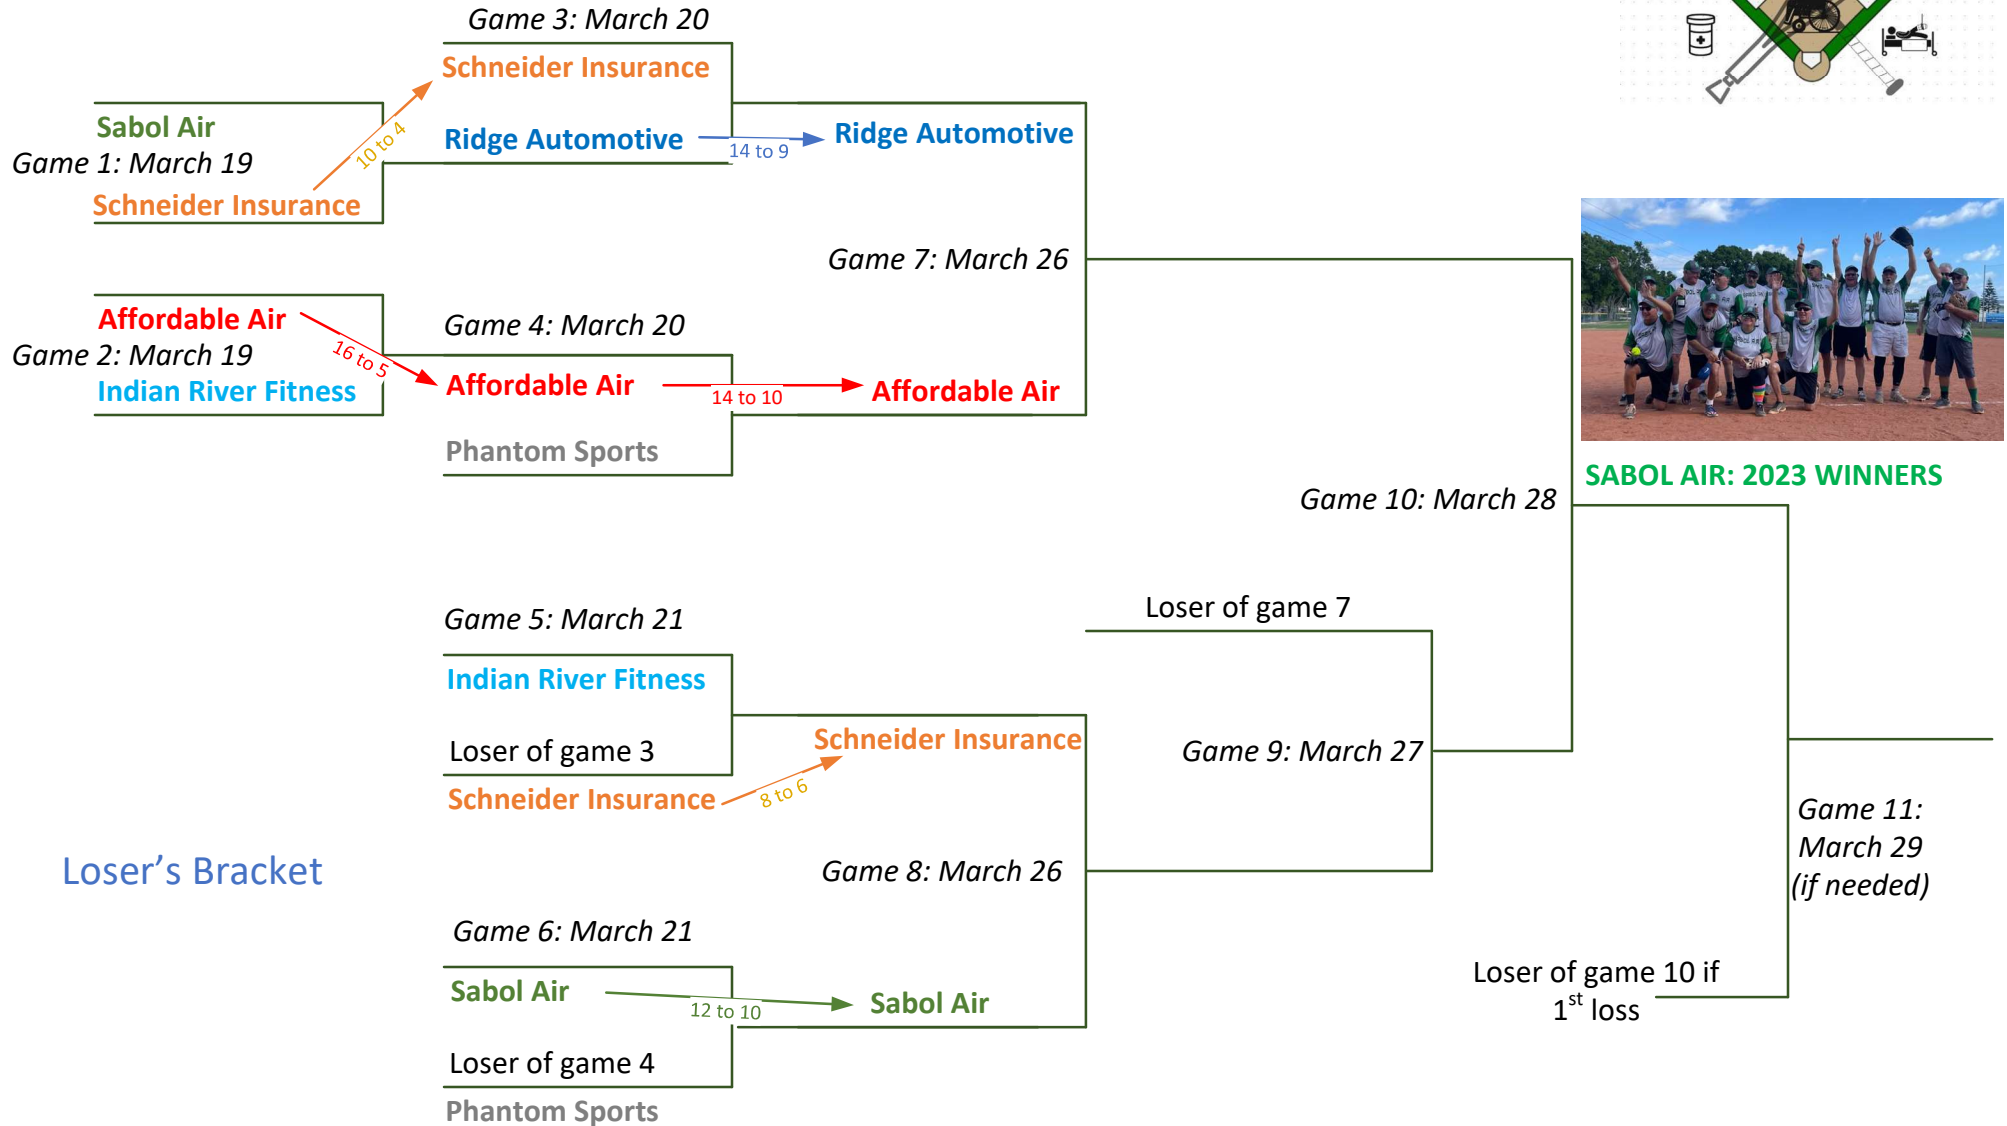 Game 3: March 20
Schneider Insurance
Sabol Air
10 to 4
Ridge Automotive
14 to 9
Ridge Automotive
Game 1: March 19
Schneider Insurance
Game 7: March 26
Affordable Air
Game 4: March 20
Game 2: March 19
16 to 5
Indian River Fitness
Affordable Air
14 to 10
Affordable Air
Phantom Sports
SABOL AIR: 2023 WINNERS
Game 10: March 28
Game 5: March 21
Loser of game 7
Indian River Fitness
Loser of game 3
Schneider Insurance
Game 9: March 27
Schneider Insurance
8 to 6
Game 11:
March 29
(if needed)
Loser's Bracket
Game 8: March 26
Game 6: March 21
Sabol Air
12 to 10
Sabol Air
Loser of game 10 if
1st loss
Loser of game 4
Phantom Sports